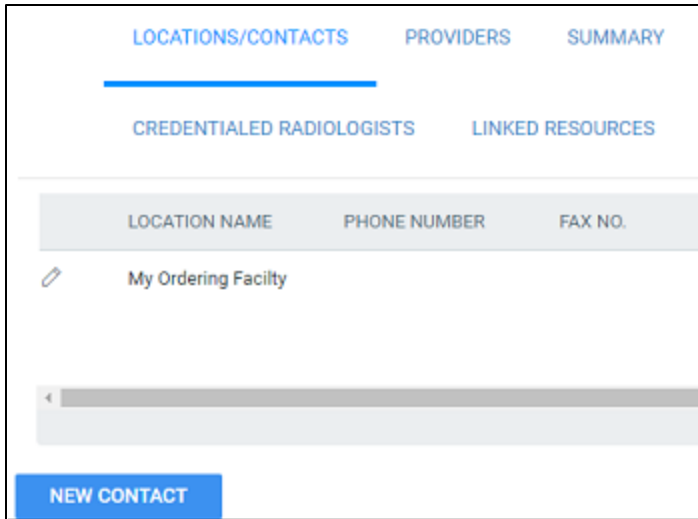 LOCATIONS/CONTACTS PROVIDERS SUMMARY
CREDENTIALED RADIOLOGISTS LINKED RESOURCES
LOCATION NAME PHONE NUMBER FAX NO.
My Ordering Facilty
NEW CONTACT